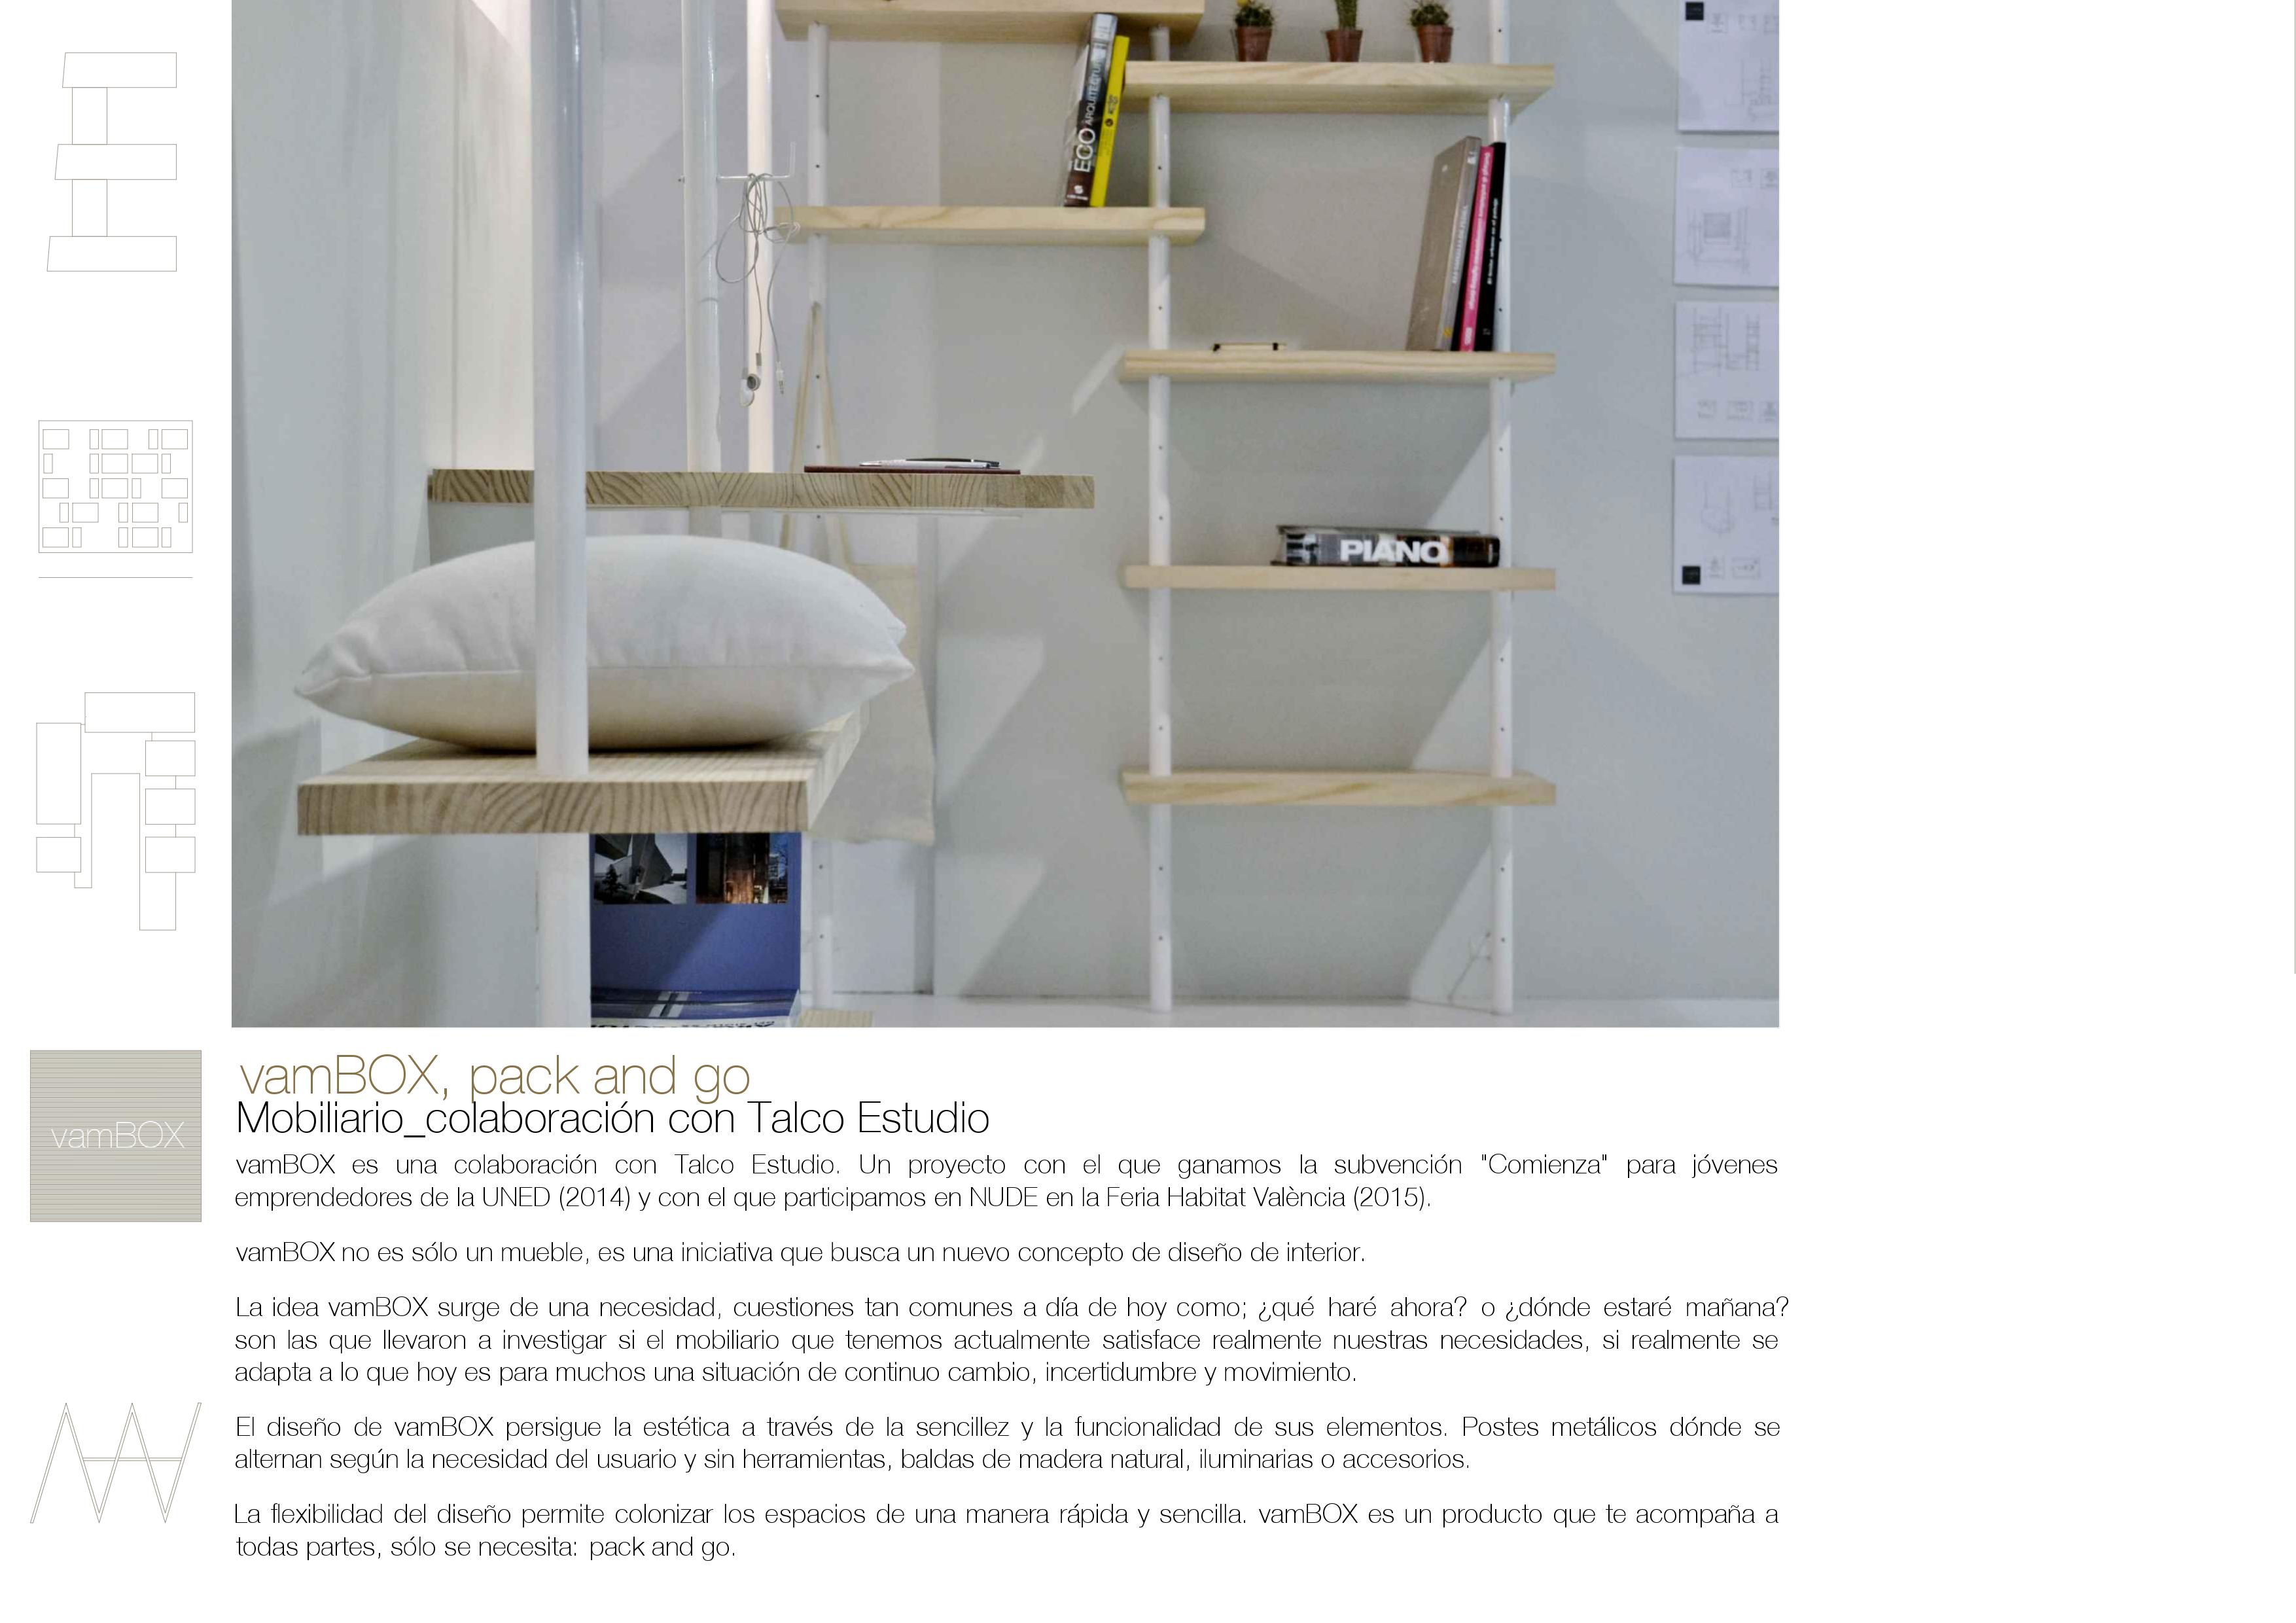 ECO ARQUITECTURA
PIANO
vamBOX
vamBOX, pack and go
Mobiliario_colaboración con Talco Estudio
vamBOX es una colaboración con Talco Estudio. Un proyecto con el que ganamos la subvención "Comienza" para jóvenes
emprendedores de la UNED (2014) y con el que participamos en NUDE en la Feria Habitat València (2015).
vamBOX no es sólo un mueble, es una iniciativa que busca un nuevo concepto de diseño de interior.
La idea vamBOX surge de una necesidad, cuestiones tan comunes a día de hoy como; ¿qué haré ahora? o ¿dónde estaré mañana?
son las que llevaron a investigar si el mobiliario que tenemos actualmente satisface realmente nuestras necesidades, si realmente se
adapta a lo que hoy es para muchos una situación de continuo cambio, incertidumbre y movimiento.
El diseño de vamBOX persigue la estética a través de la sencillez y la funcionalidad de sus elementos. Postes metálicos dónde se
alternan según la necesidad del usuario y sin herramientas, baldas de madera natural, iluminarias o accesorios.
La flexibilidad del diseño permite colonizar los espacios de una manera rápida y sencilla. vamBOX es un producto que te acompaña a
todas partes, sólo se necesita: pack and go.